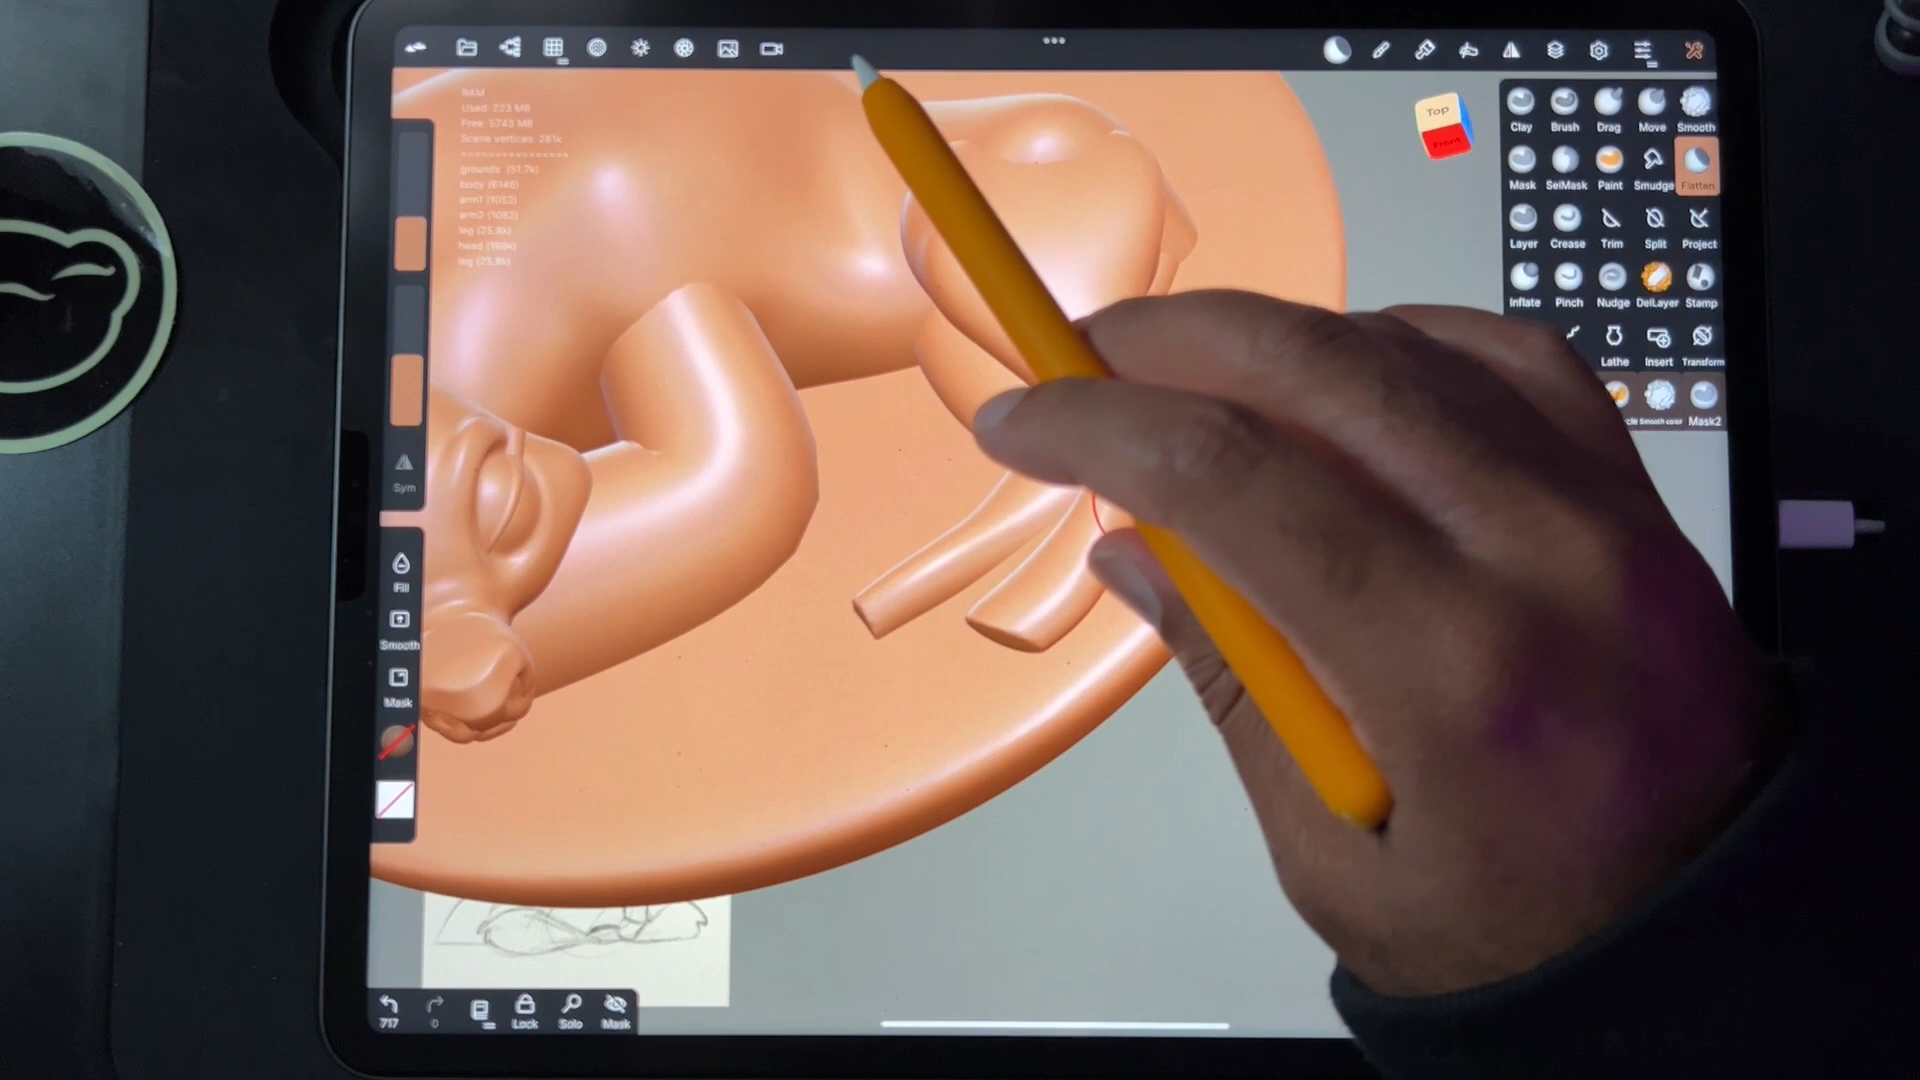 RAM
Used: 223 MB
Free: 5743 MB
Scene vertices: 281k
grounds (51.7k)
body (6146)
arm1 (1052)
arm2 (1062)
leg (25.8k)
head (169k)
leg (25.8k)
Sym
Fill
Smooth
Mask
717
0
Lock
Solo
Mask
Top
Front
Clay
Brush
Drag
Move
Smooth
Mask
SelMask
Paint
Smudge
Flatten
Layer
Crease
Trim
Split
Project
Inflate
Pinch
Nudge
DelLayer
Stamp
Lathe
Insert
Transform
Smooth color
Mask2